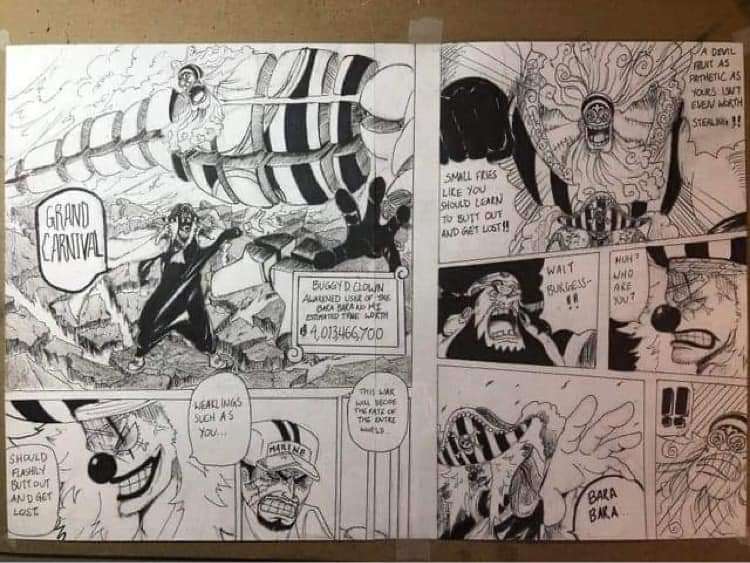 A DEVIL
FRUIT AS
PATHETIC AS
YOURS ISN'T
EVEN WORTH
STEALING!!
SMALL FRIES
LIKE YOU
SHOULD LEARN
TO BUTT OUT
AND GET LOST!!
WAIT
BURGESS-
!!
HUH?
WHO
ARE
YOU?
!!
BARA
BARA...
GRAND
CARNIVAL
BUGGY D. CLOWN
AWAKENED USER OF THE
BARA BARA NO MI
ESTIMATED TRUE WORTH
4,013,466,700
THIS WAR
WILL DECIDE
THE FATE OF
THE ENTIRE
WORLD...
MARINE
WEAKLINGS
SUCH AS
YOU...
SHOULD
FLASHILY
BUTT OUT
AND GET
LOST